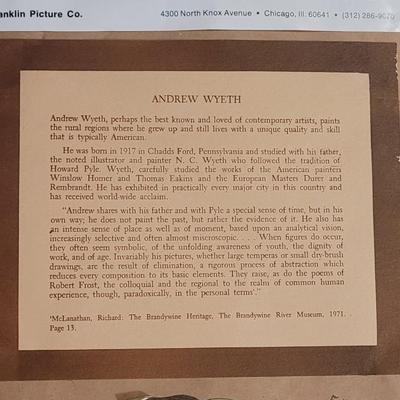 anklin Picture Co. 4300 North Knox Avenue • Chicago, Ill. 60641 • (312) 286-9070
ANDREW WYETH
Andrew Wyeth, perhaps the best known and loved of contemporary artists, paints
the rural regions where he grew up and still lives with a unique quality and skill
that is typically American.
He was born in 1917 in Chadds Ford, Pennsylvania and studied with his father,
the noted illustrator and painter N. C. Wyeth who followed the tradition of
Howard Pyle. Wyeth, carefully studied the works of the American painters
Winslow Homer and Thomas Eakins and the European Masters Durer and
Rembrandt. He has exhibited in practically every major city in this country and
has received world-wide acclaim.
"Andrew shares with his father and with Pyle a special sense of time, but in his
own way; he does not paint the past, but rather the evidence of it. He also has
an intense sense of place as well as of moment, based upon an analytical vision,
increasingly selective and often almost miscroscopic. . . . When figures do occur,
they often seem symbolic, of the unfolding awareness of youth, the dignity of
work, and of age. Invariably his pictures, whether large temperas or small dry-brush
drawings, are the result of elimination, a rigorous process of abstraction which
reduces every composition to its basic elements. They raise, as do the poems of
Robert Frost, the colloquial and the regional to the realm of common human
experience, though, paradoxically, in the personal terms'."
'McLanathan, Richard: The Brandywine Heritage, The Brandywine River Museum, 1971.
Page 13.